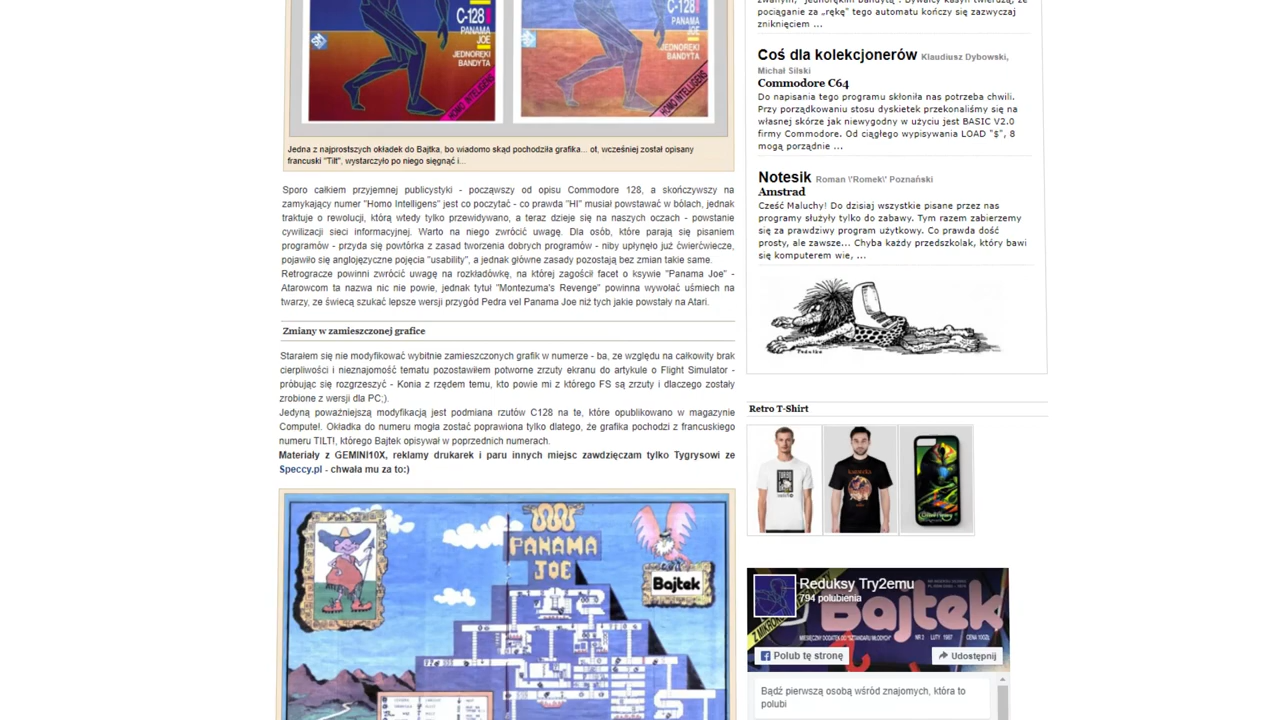 C-128
PANAMA
JOE
JEDNORĘKI
BANDYTA
HOMO INTELLIGENS
C-128
PANAMA
JOE
JEDNORĘKI
BANDYTA
HOMO INTELLIGENS
Jedna z najprostszych okładek do Bajtka, bo wiadomo skąd pochodziła grafika... ot, wcześniej został opisany
francuski "Tilt", wystarczyło po niego sięgnąć i...
Sporo całkiem przyjemnej publicystyki - począwszy od opisu Commodore 128, a skończywszy na
zamykający numer "Homo Intelligens" jest co poczytać - co prawda "HI" musiał powstawać w bólach, jednak
traktuje o rewolucji, którą wtedy tylko przewidywano, a teraz dzieje się na naszych oczach - powstanie
cywilizacji sieci informacyjnej. Warto na niego zwrócić uwagę. Dla osób, które parają się pisaniem
programów - przyda się powtórka z zasad tworzenia dobrych programów - niby upłynęło już ćwierćwiecze,
pojawiło się anglojęzyczne pojęcia "usability", a jednak główne zasady pozostają bez zmian takie same.
Retrogracze powinni zwrócić uwagę na rozkładówkę, na której zagościł facet o ksywie "Panama Joe" -
Atarowcom ta nazwa nic nie powie, jednak tytuł "Montezuma's Revenge" powinna wywołać uśmiech na
twarzy, ze świecą szukać lepsze wersji przygód Pedra vel Panama Joe niż tych jakie powstały na Atari.
Zmiany w zamieszczonej grafice
Starałem się nie modyfikować wybitnie zamieszczonych grafik w numerze - ba, ze względu na całkowity brak
cierpliwości i nieznajomość tematu pozostawiłem potworne zrzuty ekranu do artykule o Flight Simulator -
próbując się rozgrzeszyć - Konia z rzędem temu, kto powie mi z którego FS są zrzuty i dlaczego zostały
zrobione z wersji dla PC;).
Jedyną poważniejszą modyfikacją jest podmiana rzutów C128 na te, które opublikowano w magazynie
Compute!. Okładka do numeru mogła zostać poprawiona tylko dlatego, że grafika pochodzi z francuskiego
numeru TILT!, którego Bajtek opisywał w poprzednich numerach.
Materiały z GEMINI10X, reklamy drukarek i paru innych miejsc zawdzięczam tylko Tygrysowi ze
Speccy.pl - chwała mu za to:)
PANAMA
JOE
Bajtek
pociąganie za „rękę" tego automatu kończy się zazwyczaj
zniknięciem ...
Coś dla kolekcjonerów Klaudiusz Dybowski,
Michał Silski
Commodore C64
Do napisania tego programu skłoniła nas potrzeba chwili.
Przy porządkowaniu stosu dyskietek przekonaliśmy się na
własnej skórze jak niewygodny w użyciu jest BASIC V2.0
firmy Commodore. Od ciągłego wypisywania LOAD "$", 8
mogą porządnie ...
Notesik Roman \'Romek\' Poznański
Amstrad
Cześć Maluchy! Do dzisiaj wszystkie pisane przez nas
programy służyły tylko do zabawy. Tym razem zabierzemy
się za prawdziwy program użytkowy. Co prawda dość
prosty, ale zawsze... Chyba każdy przedszkolak, który bawi
się komputerem wie, ...
Retro T-Shirt
Reduksy Try2emu
794 polubienia
Bajtek
MIESIĘCZNY DODATEK DO "SZTANDARU MŁODYCH"
NR 2
LUTY 1987
CENA 100ZŁ
Polub tę stronę
Udostępnij
Bądź pierwszą osobą wśród znajomych, która to
polubi